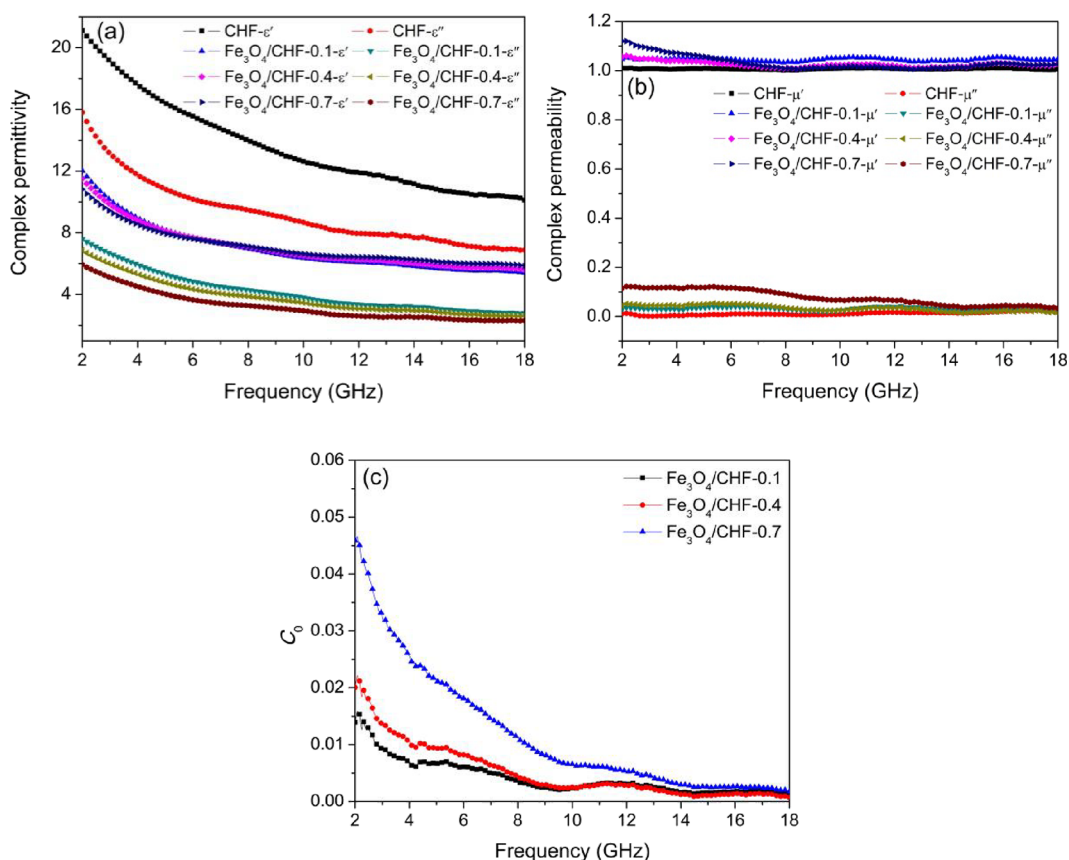 (a)
CHF-ε′ CHF-ε″
Fe₃O₄/CHF-0.1-ε′ Fe₃O₄/CHF-0.1-ε″
Fe₃O₄/CHF-0.4-ε′ Fe₃O₄/CHF-0.4-ε″
Fe₃O₄/CHF-0.7-ε′ Fe₃O₄/CHF-0.7-ε″
Complex permittivity
20
16
12
8
4
2 4 6 8 10 12 14 16 18
Frequency (GHz)
(b)
CHF-μ′ CHF-μ″
Fe₃O₄/CHF-0.1-μ′ Fe₃O₄/CHF-0.1-μ″
Fe₃O₄/CHF-0.4-μ′ Fe₃O₄/CHF-0.4-μ″
Fe₃O₄/CHF-0.7-μ′ Fe₃O₄/CHF-0.7-μ″
Complex permeability
1.2
1.0
0.8
0.6
0.4
0.2
0.0
2 4 6 8 10 12 14 16 18
Frequency (GHz)
(c)
Fe₃O₄/CHF-0.1
Fe₃O₄/CHF-0.4
Fe₃O₄/CHF-0.7
C₀
0.06
0.05
0.04
0.03
0.02
0.01
0.00
2 4 6 8 10 12 14 16 18
Frequency (GHz)